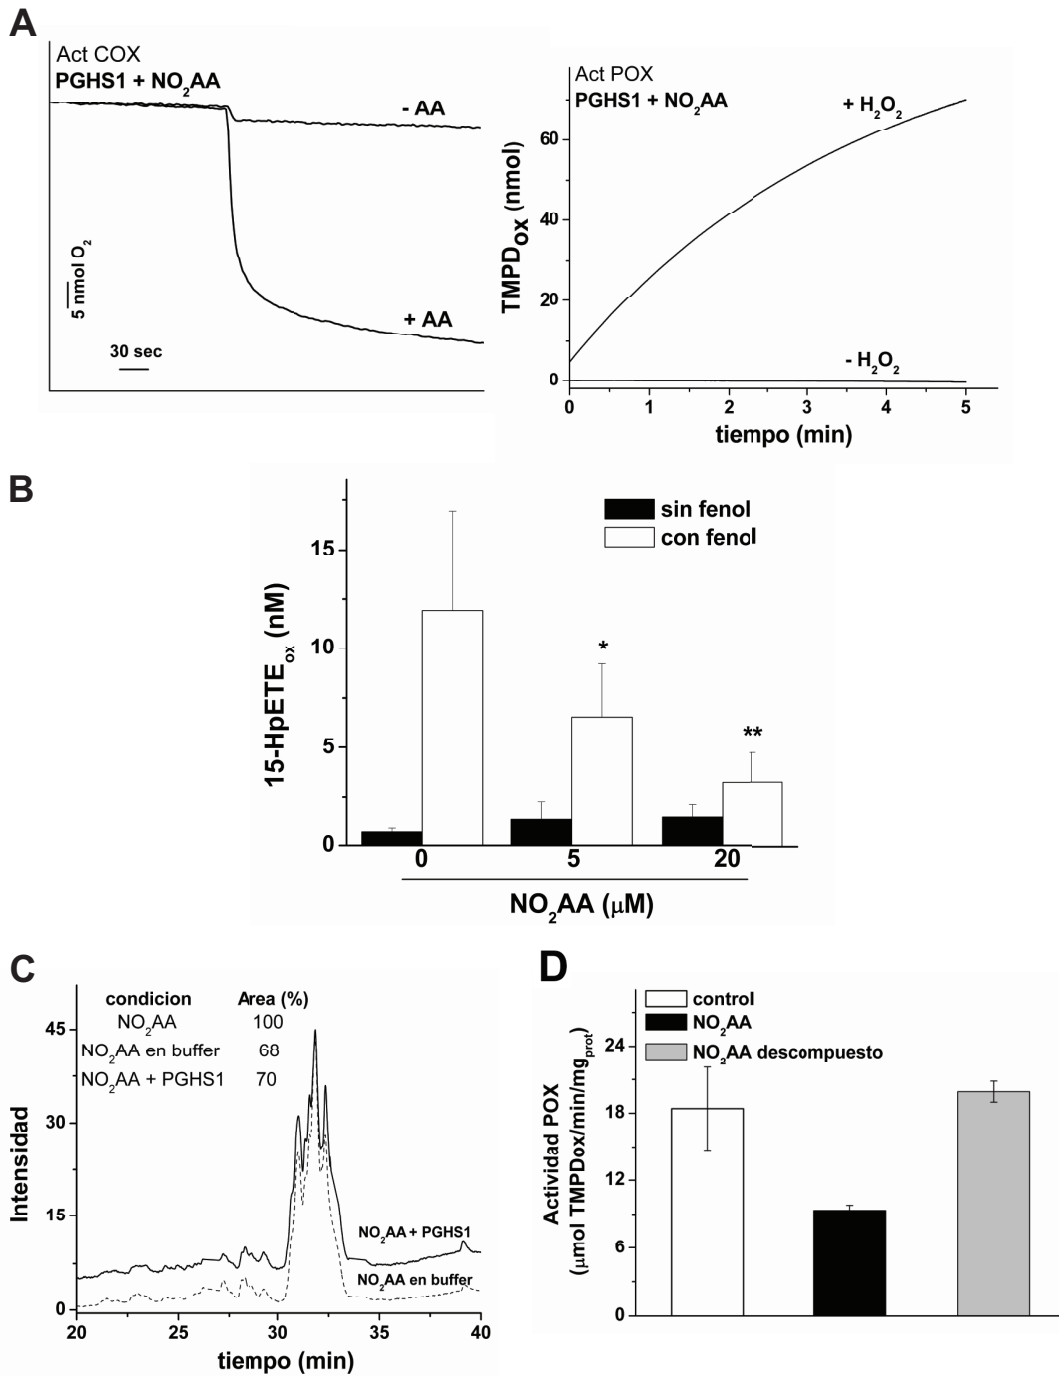 A
Act COX
PGHS1 + NO2AA
- AA
+ AA
5 nmol O2
30 sec
Act POX
PGHS1 + NO2AA
+ H2O2
- H2O2
TMPDox (nmol)
60
40
20
0
0 1 2 3 4 5
tiempo (min)
B
sin fenol
con fenol
15-HpETEox (nM)
15
10
5
0
0 5 20
* **
NO2AA (μM)
C
condicion Area (%)
NO2AA 100
NO2AA en buffer 68
NO2AA + PGHS1 70
Intensidad
45
30
15
0
NO2AA + PGHS1
NO2AA en buffer
20 25 30 35 40
tiempo (min)
D
control
NO2AA
NO2AA descompuesto
Actividad POX
(μmol TMPDox/min/mgprot)
24
18
12
6
0